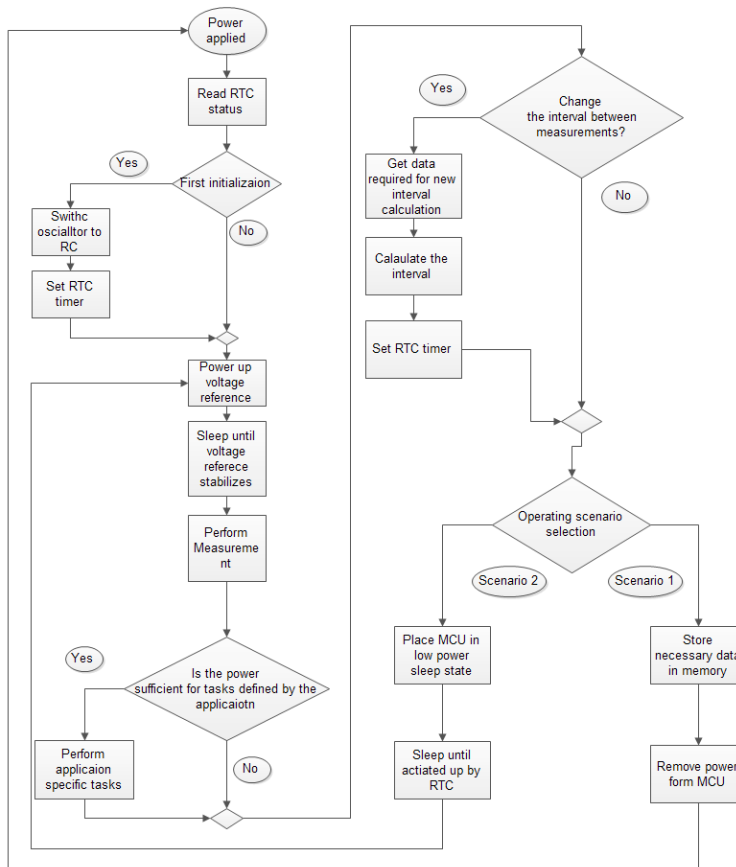 Power
applied
Read RTC
status
First initializaion
Yes
No
Swithc
oscialltor to
RC
Set RTC
timer
Power up
voltage
reference
Sleep until
voltage
referece
stabilizes
Perform
Measureme
nt
Is the power
sufficient for tasks defined by the
applicaiotn
Yes
No
Perform
applicaion
specific tasks
Change
the interval between
measurements?
Yes
No
Get data
required for new
interval
calculation
Calaulate the
interval
Set RTC timer
Operating scenario
selection
Scenario 2
Scenario 1
Place MCU in
low power
sleep state
Sleep until
actiated up by
RTC
Store
necessary data
in memory
Remove power
form MCU